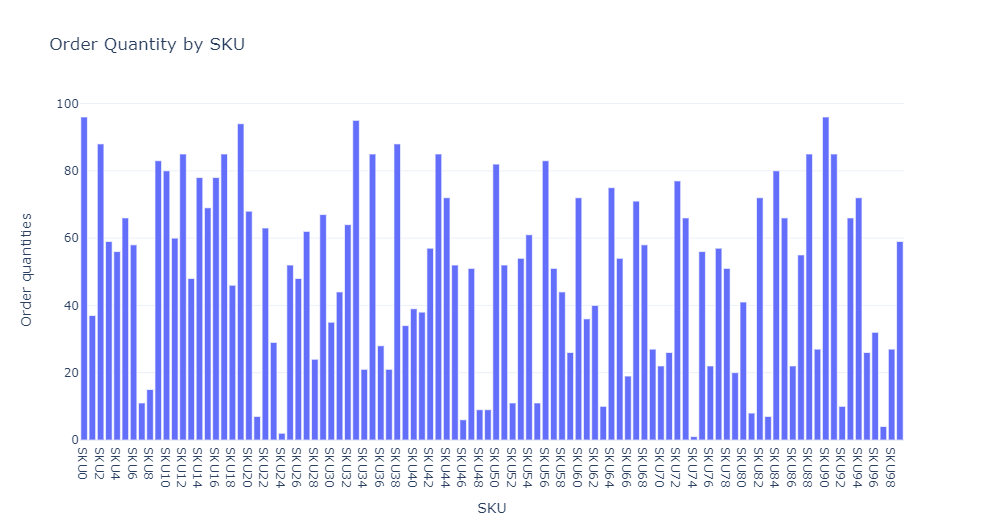 Order Quantity by SKU
100
80
60
40
20
0
Order quantities
SKU0
SKU2
SKU4
SKU6
SKU8
SKU10
SKU12
SKU14
SKU16
SKU18
SKU20
SKU22
SKU24
SKU26
SKU28
SKU30
SKU32
SKU34
SKU36
SKU38
SKU40
SKU42
SKU44
SKU46
SKU48
SKU50
SKU52
SKU54
SKU56
SKU58
SKU60
SKU62
SKU64
SKU66
SKU68
SKU70
SKU72
SKU74
SKU76
SKU78
SKU80
SKU82
SKU84
SKU86
SKU88
SKU90
SKU92
SKU94
SKU96
SKU98
SKU